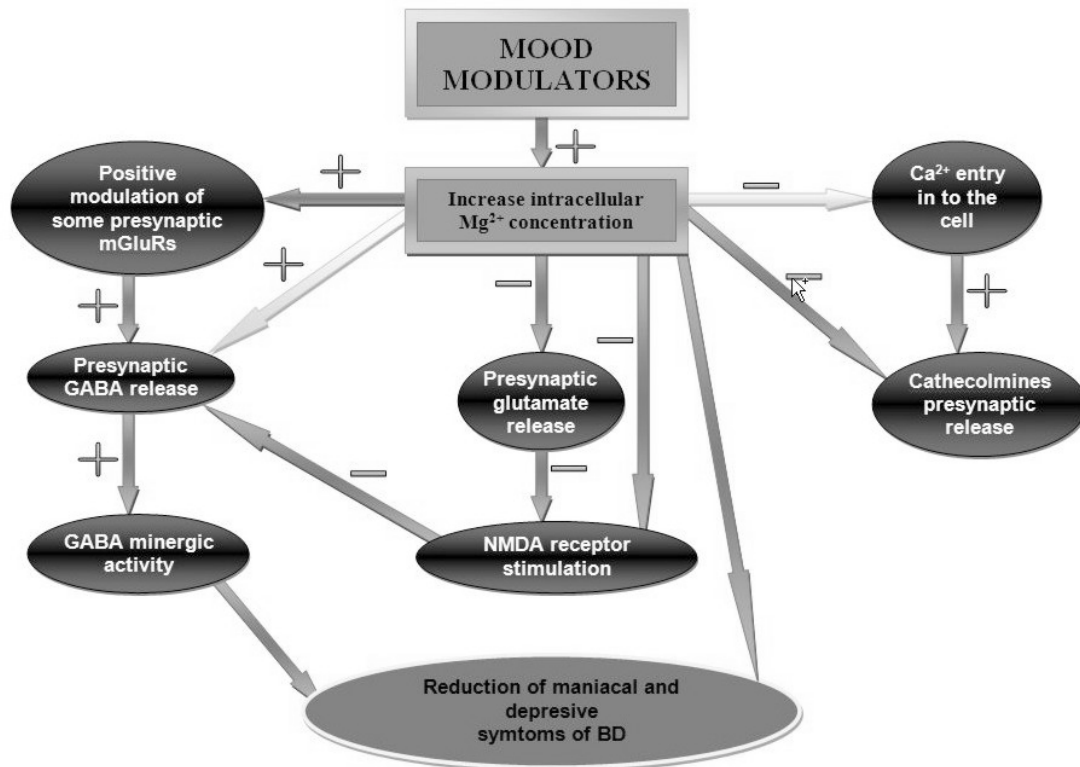 MOOD
MODULATORS
+
Positive
modulation of
some presynaptic
mGluRs
+
Increase intracellular
Mg²⁺ concentration
−
Ca²⁺ entry
in to the
cell
+
+
−
−
−
+
Presynaptic
GABA release
Presynaptic
glutamate
release
Cathecolmines
presynaptic
release
+
−
−
GABA minergic
activity
NMDA receptor
stimulation
Reduction of maniacal and
depresive
symtoms of BD